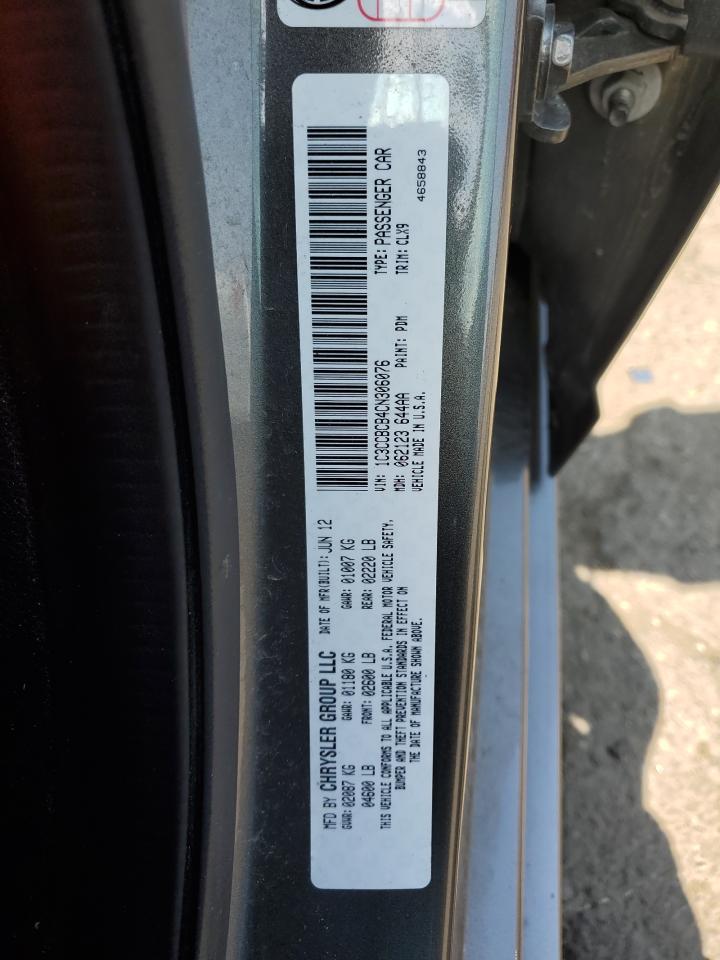 MFD BY CHRYSLER GROUP LLC DATE OF MFR(BUILT): JUN 12
GVWR: 02087 KG GAWR: 01180 KG GAWR: 01007 KG
04600 LB FRONT: 02600 LB REAR: 02220 LB
THIS VEHICLE CONFORMS TO ALL APPLICABLE U.S.A. FEDERAL MOTOR VEHICLE SAFETY,
BUMPER AND THEFT PREVENTION STANDARDS IN EFFECT ON
THE DATE OF MANUFACTURE SHOWN ABOVE.
VIN: 1C3CCBCB4CN306076 TYPE: PASSENGER CAR
MDH: 062123 644AA PAINT: PDM TRIM: CLX9
VEHICLE MADE IN U.S.A. 4658843